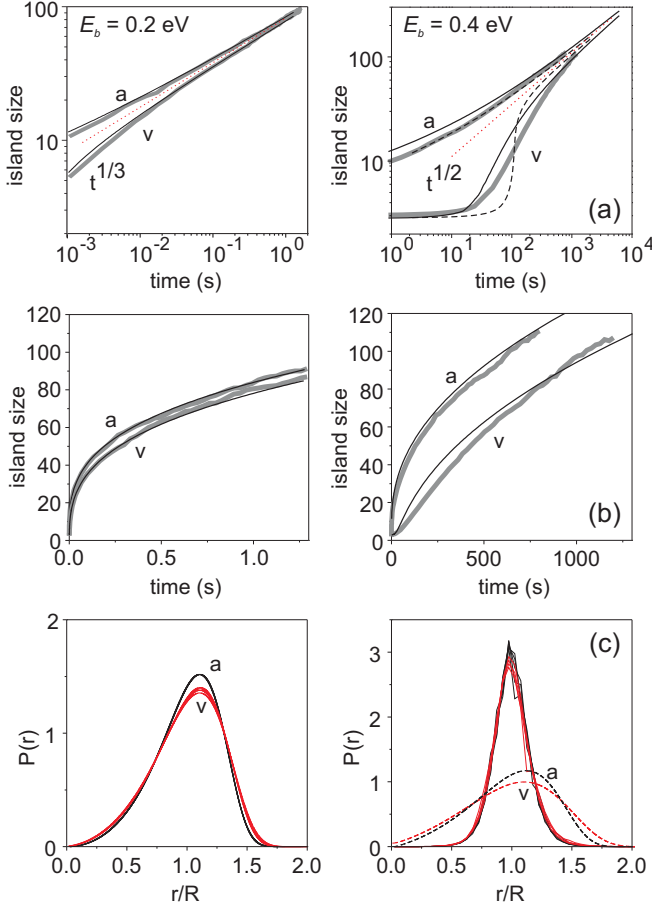 E_b = 0.2 eV
E_b = 0.4 eV
100
10
island size
a
v
t^1/3
10^-3 10^-2 10^-1 10^0
time (s)
100
10
island size
a
v
t^1/2
(a)
10^0 10^1 10^2 10^3 10^4
time (s)
120
100
80
60
40
20
0
island size
a
v
0.0 0.5 1.0
time (s)
120
100
80
60
40
20
0
island size
a
v
(b)
0 500 1000
time (s)
2
1
0
P(r)
a
v
0.0 0.5 1.0 1.5 2.0
r/R
3
2
1
0
P(r)
(c)
a
v
0.0 0.5 1.0 1.5 2.0
r/R